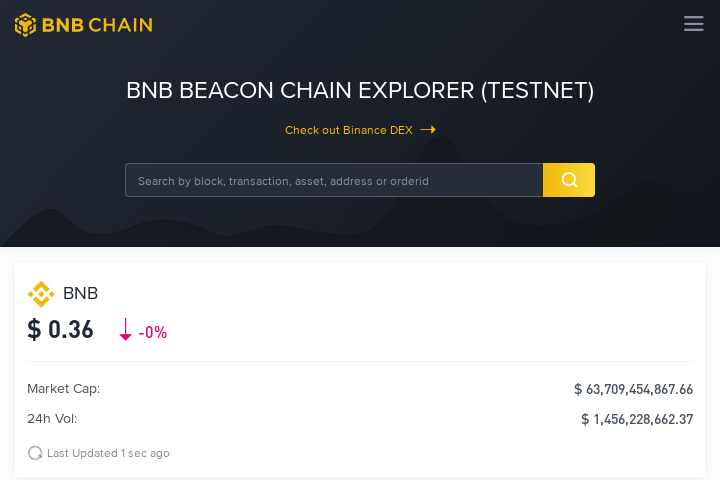 BNB CHAIN
BNB BEACON CHAIN EXPLORER (TESTNET)
Check out Binance DEX
Search by block, transaction, asset, address or orderid
BNB
$ 0.36 -0%
Market Cap: $ 63,709,454,867.66
24h Vol: $ 1,456,228,662.37
Last Updated 1 sec ago